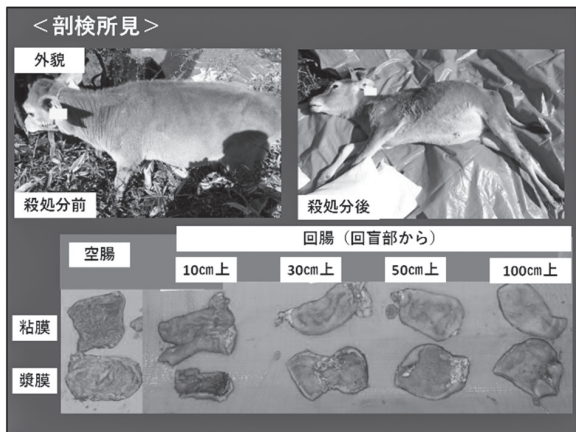 ＜剖検所見＞
外貌
殺処分前
殺処分後
空腸
回腸（回盲部から）
10㎝上
30㎝上
50㎝上
100㎝上
粘膜
漿膜